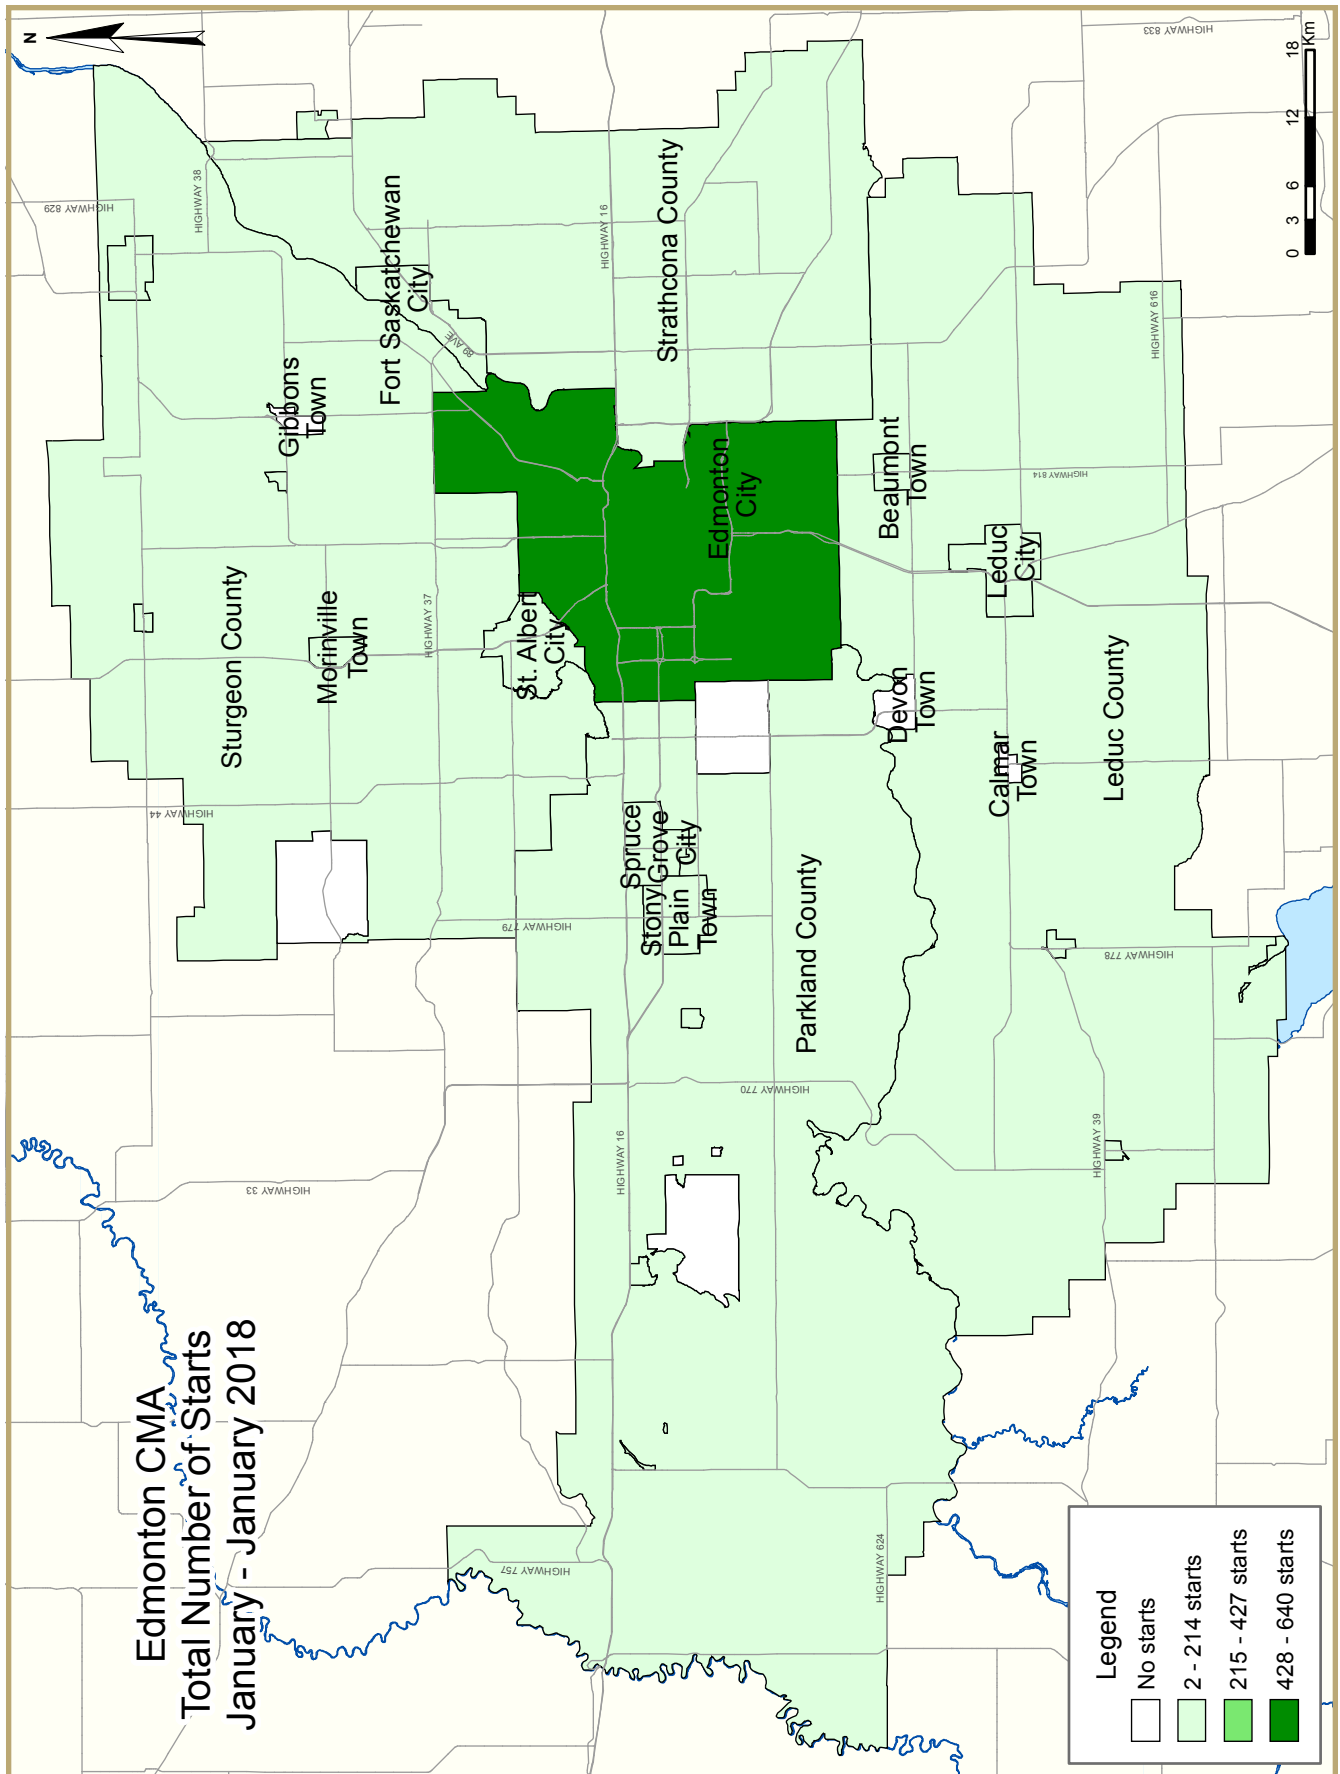 Edmonton CMA
Total Number of Starts
January - January 2018
N
HIGHWAY 829
HIGHWAY 38
HIGHWAY 833
HIGHWAY 44
HIGHWAY 33
Gibbons
Town
Fort Saskatchewan
City
89 AVE
Sturgeon County
Morinville
Town
HIGHWAY 37
St. Albert
City
HIGHWAY 16
Strathcona County
HIGHWAY 779
HIGHWAY 757
Edmonton
City
Spruce
Grove
City
Stony
Plain
Town
Parkland County
HIGHWAY 16
HIGHWAY 770
HIGHWAY 624
Beaumont
Town
HIGHWAY 814
Devon
Town
Leduc
City
Calmar
Town
Leduc County
HIGHWAY 616
HIGHWAY 778
HIGHWAY 39
Legend
No starts
2 - 214 starts
215 - 427 starts
428 - 640 starts
0 3 6 12 18
Km